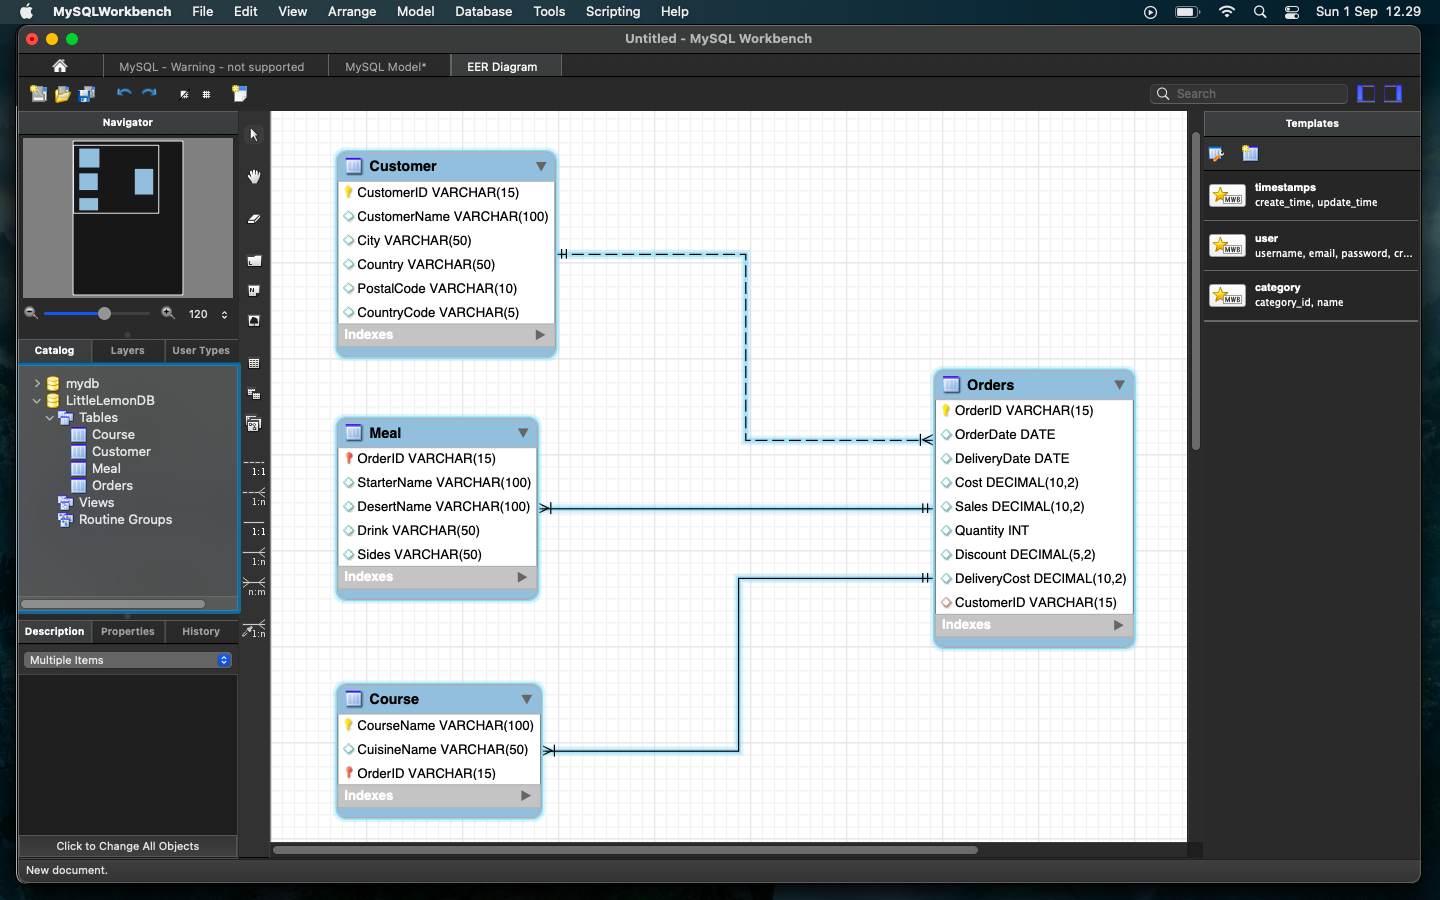 MySQLWorkbench File Edit View Arrange Model Database Tools Scripting Help Sun 1 Sep 12.29
Untitled - MySQL Workbench
MySQL - Warning - not supported MySQL Model* EER Diagram
Search
Navigator
120
Catalog Layers User Types
mydb
LittleLemonDB
Tables
Course
Customer
Meal
Orders
Views
Routine Groups
Description Properties History
Multiple Items
Click to Change All Objects
New document.
1:1
1:n
1:1
1:n
n:m
1:n
Customer
CustomerID VARCHAR(15)
CustomerName VARCHAR(100)
City VARCHAR(50)
Country VARCHAR(50)
PostalCode VARCHAR(10)
CountryCode VARCHAR(5)
Indexes
Meal
OrderID VARCHAR(15)
StarterName VARCHAR(100)
DesertName VARCHAR(100)
Drink VARCHAR(50)
Sides VARCHAR(50)
Indexes
Course
CourseName VARCHAR(100)
CuisineName VARCHAR(50)
OrderID VARCHAR(15)
Indexes
Orders
OrderID VARCHAR(15)
OrderDate DATE
DeliveryDate DATE
Cost DECIMAL(10,2)
Sales DECIMAL(10,2)
Quantity INT
Discount DECIMAL(5,2)
DeliveryCost DECIMAL(10,2)
CustomerID VARCHAR(15)
Indexes
Templates
MWB
timestamps
create_time, update_time
MWB
user
username, email, password, cr...
MWB
category
category_id, name